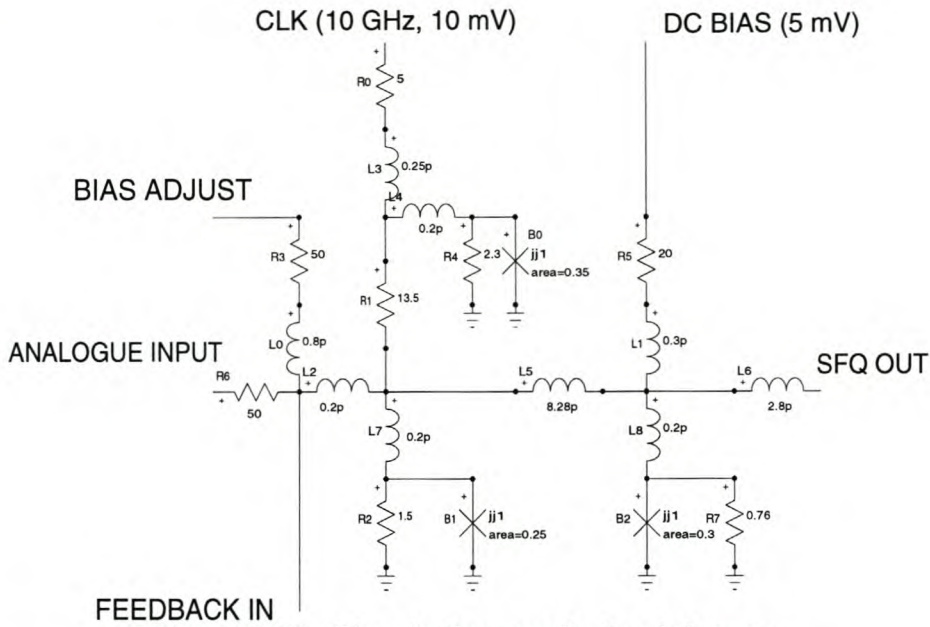 CLK (10 GHz, 10 mV)
DC BIAS (5 mV)
R0
5
L3
0.25p
BIAS ADJUST
L4
0.2p
R3
50
R4
2.3
B0
jj1
area=0.35
R5
20
R1
13.5
ANALOGUE INPUT
L0
0.8p
L1
0.3p
SFQ OUT
R6
50
L2
0.2p
L5
8.28p
L6
2.8p
L7
0.2p
L8
0.2p
R2
1.5
B1
jj1
area=0.25
B2
jj1
area=0.3
R7
0.76
FEEDBACK IN